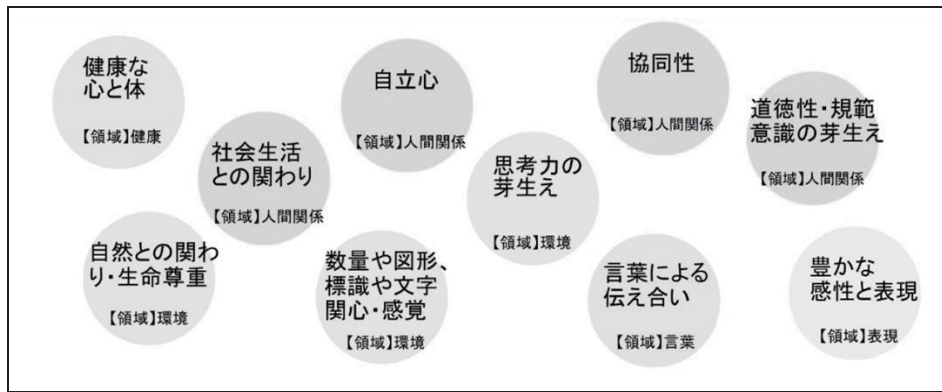 健康な
心と体
【領域】健康
社会生活
との関わり
【領域】人間関係
自立心
【領域】人間関係
協同性
【領域】人間関係
道徳性・規範
意識の芽生え
【領域】人間関係
思考力の
芽生え
【領域】環境
自然との関わ
り・生命尊重
【領域】環境
数量や図形、
標識や文字
関心・感覚
【領域】環境
言葉による
伝え合い
【領域】言葉
豊かな
感性と表現
【領域】表現